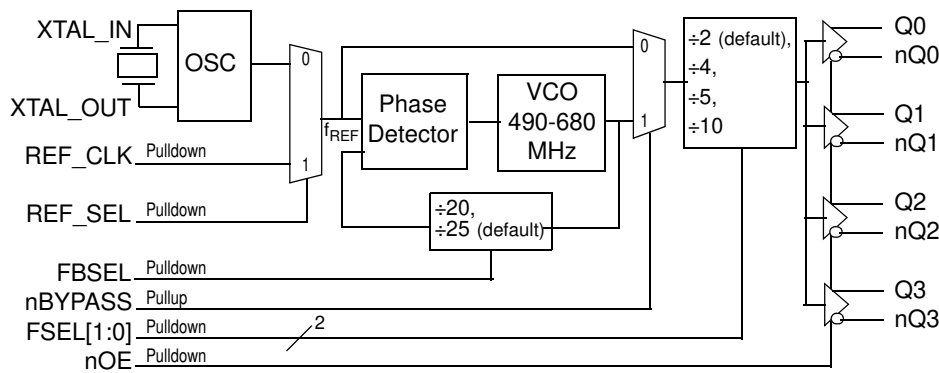 XTAL_IN
OSC
XTAL_OUT
REF_CLK Pulldown
REF_SEL Pulldown
FBSEL Pulldown
nBYPASS Pullup
FSEL[1:0] Pulldown
2
nOE Pulldown
0
1
fREF
Phase
Detector
VCO
490-680
MHz
÷20,
÷25 (default)
0
1
÷2 (default),
÷4,
÷5,
÷10
Q0
nQ0
Q1
nQ1
Q2
nQ2
Q3
nQ3